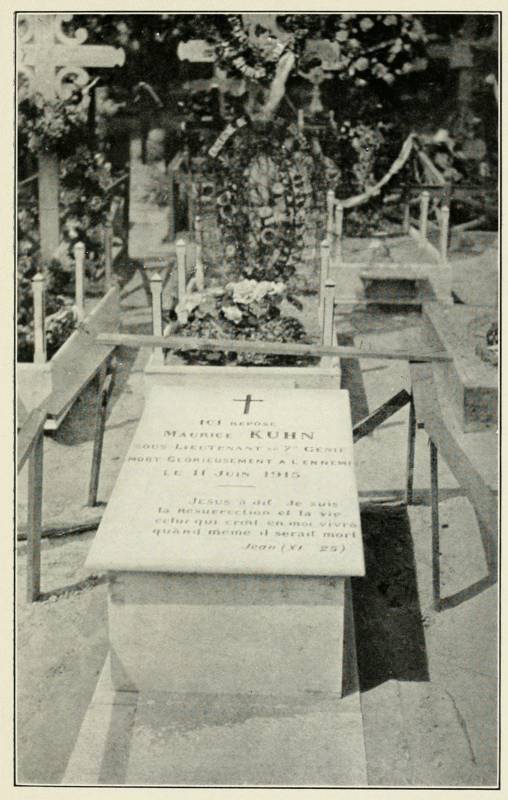 ICI REPOSE
MAURICE KUHN
SOUS LIEUTENANT AU 7e GENIE
MORT GLORIEUSEMENT A L'ENNEMI
LE 11 JUIN 1915
JESUS a dit Je suis
la Resurrection et la vie
celui qui croit en moi vivra
quand meme il serait mort
Jean (XI 25)